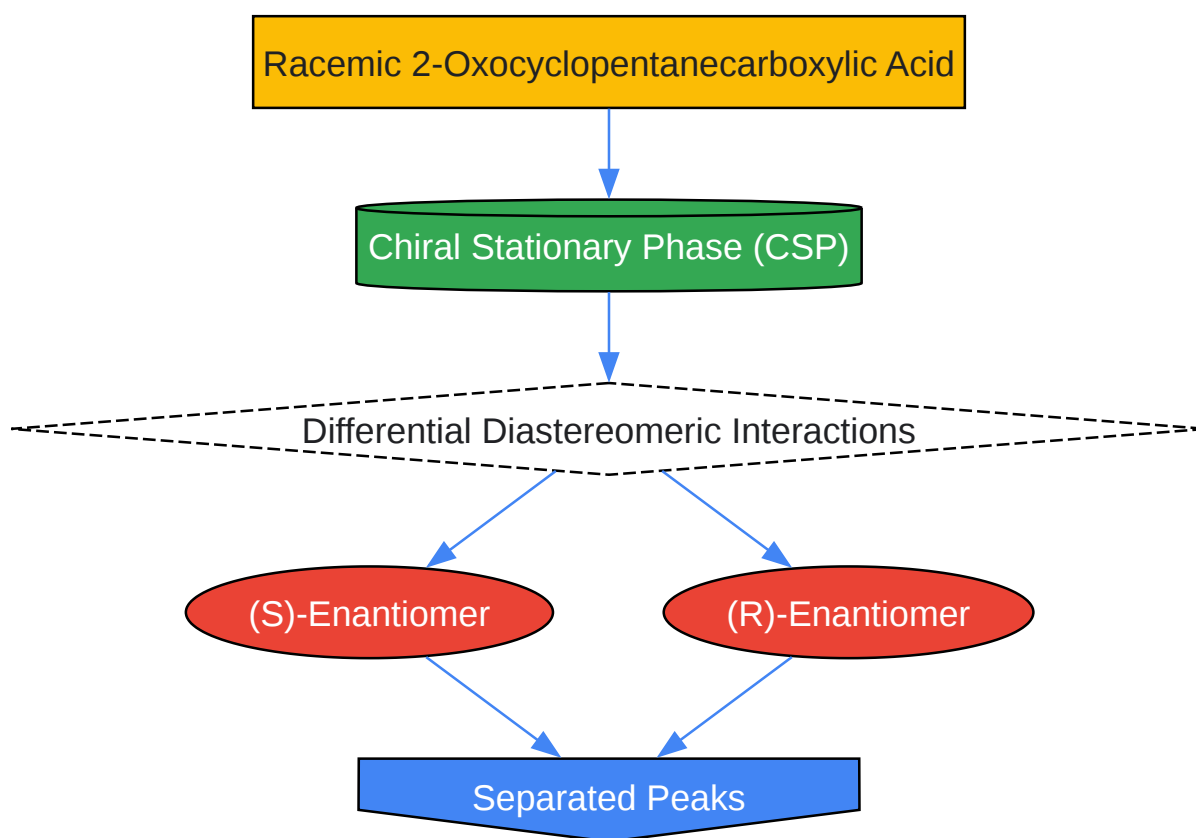 Racemic 2-Oxocyclopentanecarboxylic Acid
Chiral Stationary Phase (CSP)
Differential Diastereomeric Interactions
(S)-Enantiomer
(R)-Enantiomer
Separated Peaks